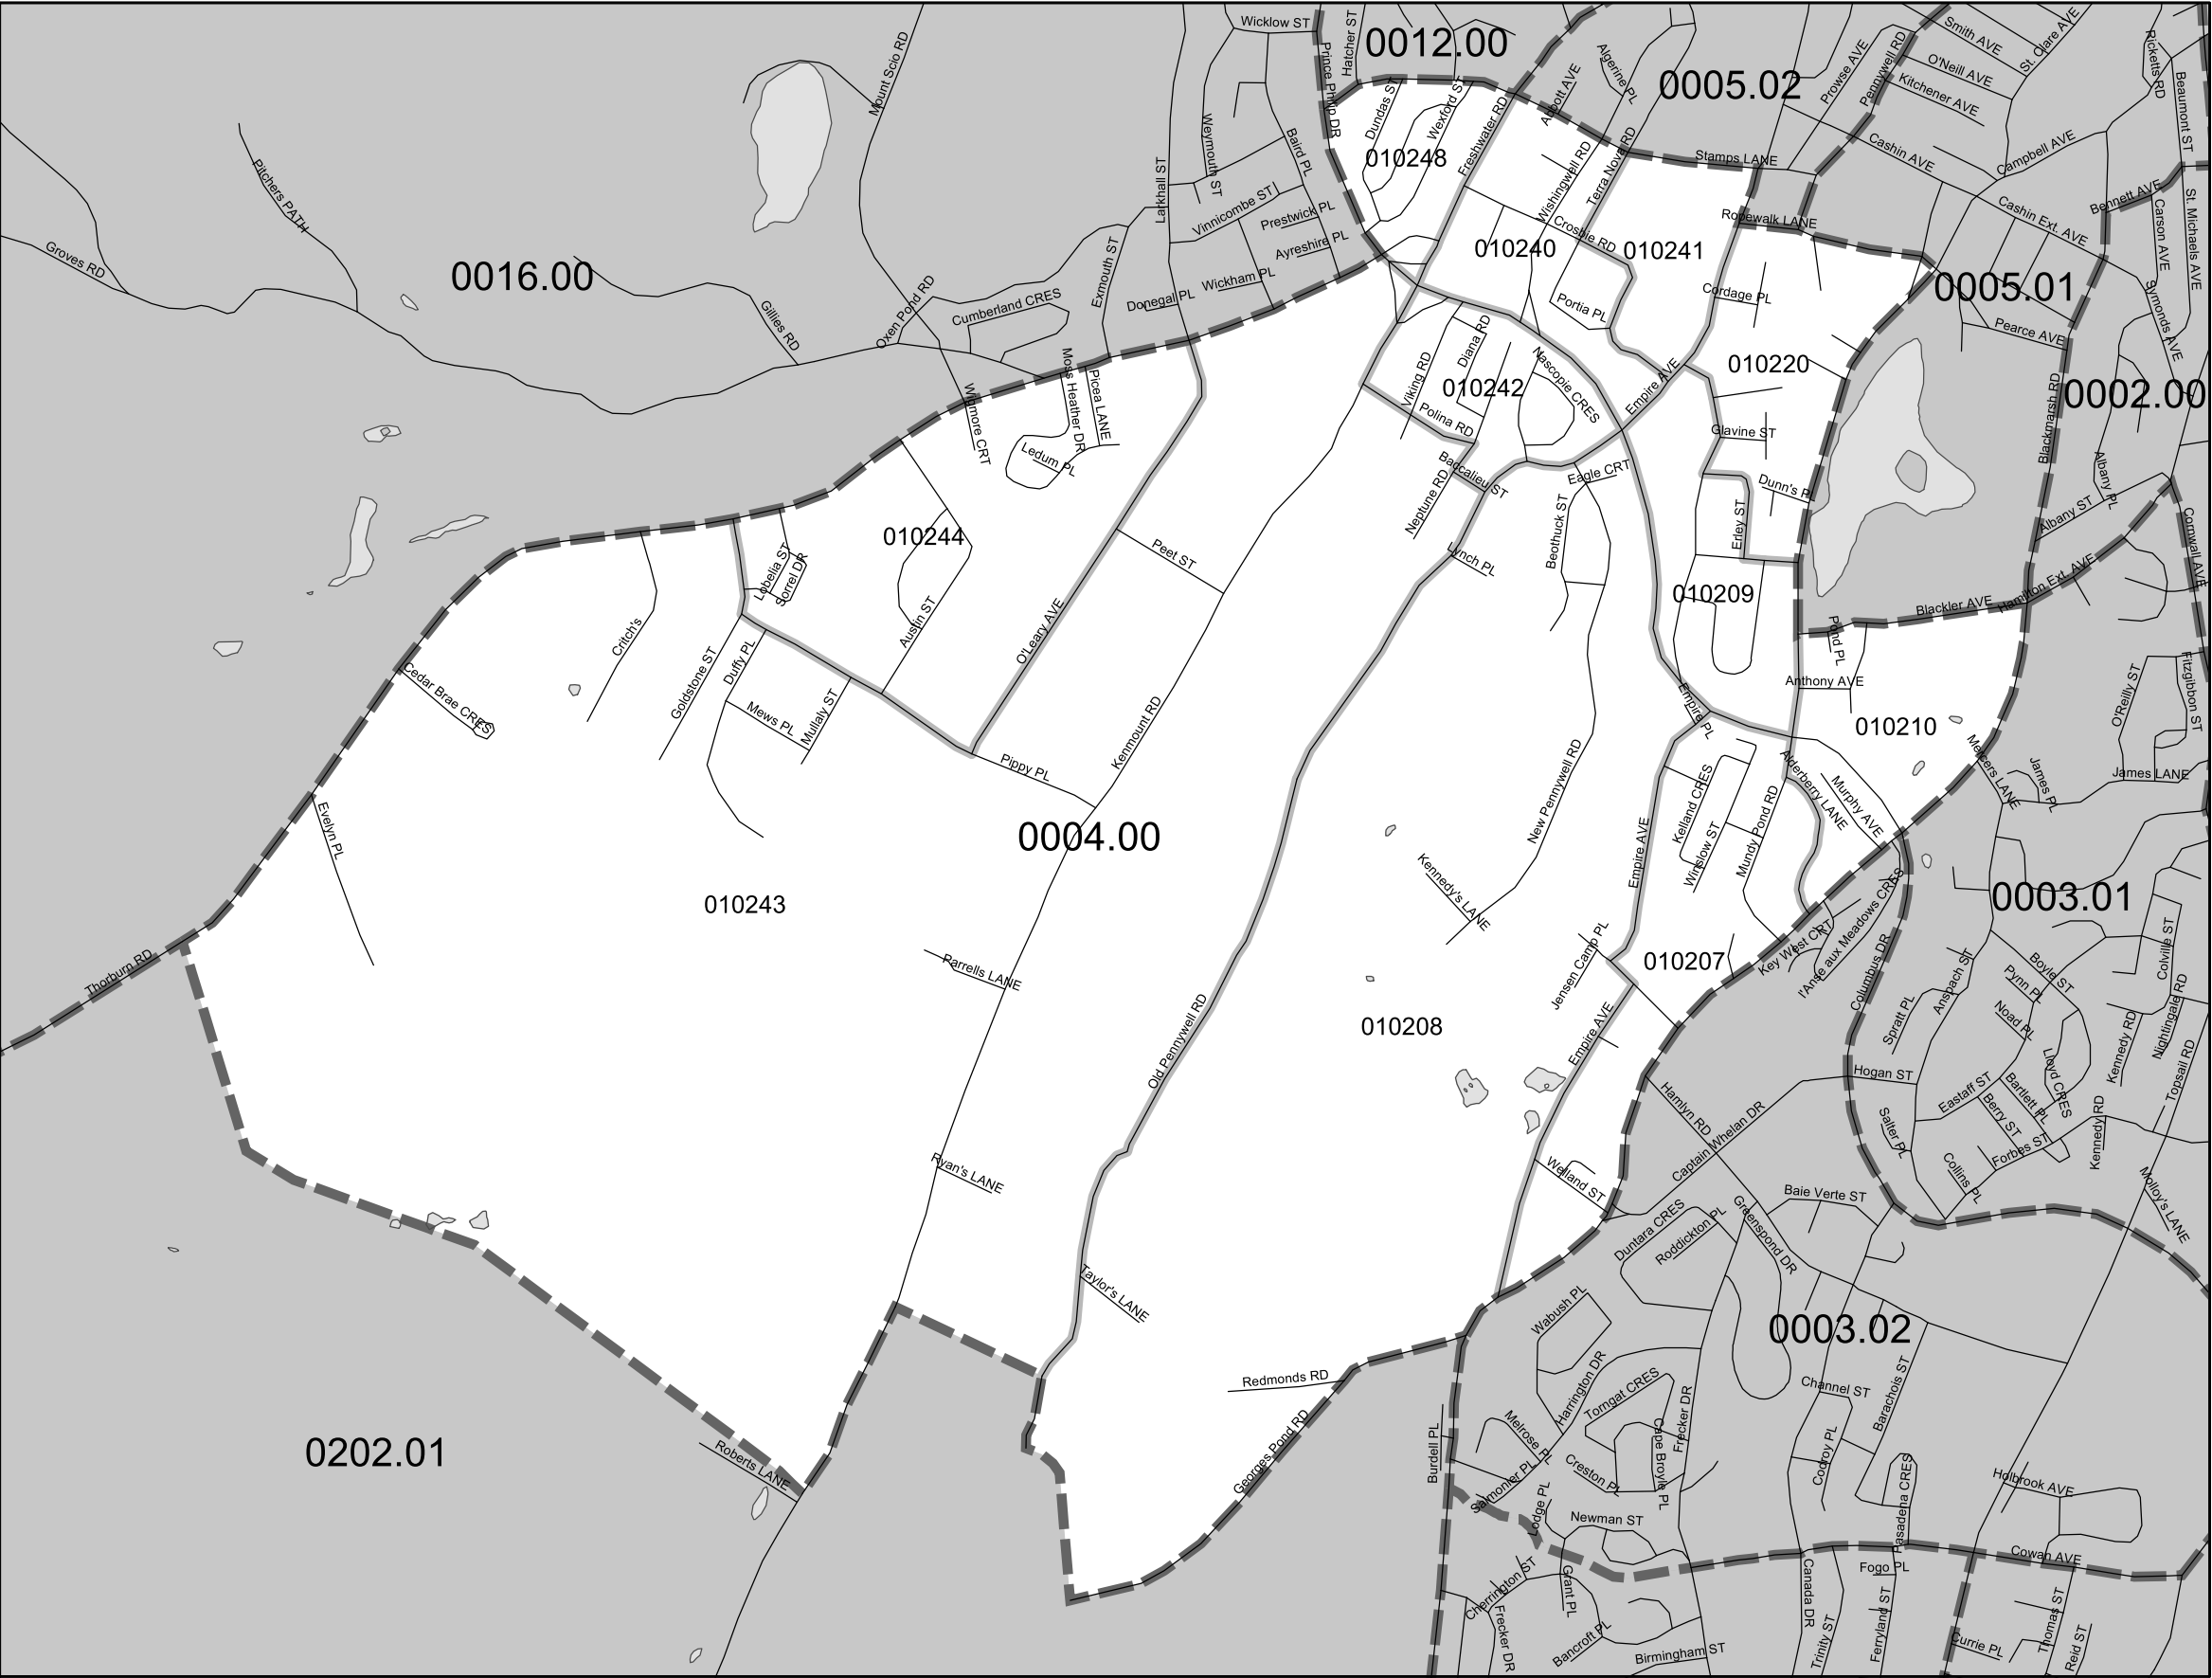 Wicklow ST
Hatcher ST
0012.00
Prince Philip DR
Mount Scio RD
Algerine PL
Abbott AVE
0005.02
Prowse AVE
Pennywell RD
Smith AVE
St. Clare AVE
O'Neill AVE
Kitchener AVE
Ricketts RD
Beaumont ST
Dundas ST
Wexford ST
Freshwater RD
010248
Weymouth ST
Baird PL
Larkhall ST
Vinnicombe ST
Prestwick PL
Ayreshire PL
Wickham PL
Donegal PL
Exmouth ST
Pitchers PATH
Groves RD
0016.00
Gillies RD
Oxen Pond RD
Cumberland CRES
Stamps LANE
Cashin AVE
Campbell AVE
Wishingwell RD
Terra Nova RD
Crosbie RD
010240
010241
Ropewalk LANE
Cashin Ext. AVE
Bennett AVE
Carson AVE
St. Michaels AVE
Symonds AVE
0005.01
Pearce AVE
Cordage PL
Portia PL
010220
Empire AVE
Nascopie CRES
Diana RD
Viking RD
010242
Polina RD
Baccalieu ST
Neptune RD
Eagle CRT
Beothuck ST
Lynch PL
Glavine ST
Dunn's PL
Erley ST
010209
Blackmarsh RD
0002.00
Albany PL
Albany ST
Cornwall AVE
Hamilton Ext. AVE
Blackler AVE
Pond PL
Anthony AVE
010210
Moss Heather DR
Picea LANE
Wigmore CRT
Ledum PL
010244
Lobelia ST
Sorrel DR
Austin ST
O'Leary AVE
Peet ST
Critch's
Goldstone ST
Duffy PL
Mews PL
Mullaly ST
Cedar Brae CRES
Pippy PL
Kenmount RD
Evelyn PL
0004.00
010243
Thorburn RD
Parrells LANE
Old Pennywell RD
Ryan's LANE
Taylor's LANE
New Pennywell RD
Kennedy's LANE
010208
Jensen Camp PL
Empire AVE
Empire PL
Kelland CRES
Winslow ST
Mundy Pond RD
Alderberry LANE
Murphy AVE
Empire AVE
010207
Key West CRT
l'Anse aux Meadows CRES
Columbus DR
Mercers LANE
James PL
James LANE
O'Reilly ST
Fitzgibbon ST
0003.01
Colville ST
Boyle ST
Pynn PL
Noad PL
Anspach ST
Spratt PL
Lloyd CRES
Kennedy RD
Nightingale RD
Topsail RD
Hogan ST
Eastaff ST
Bartlett PL
Berry ST
Forbes ST
Kennedy RD
Salter PL
Collins PL
Molloy's LANE
Hamlyn RD
Captain Whelan DR
Welland ST
Baie Verte ST
Greenspond DR
Duntara CRES
Roddickton PL
Wabush PL
0003.02
Redmonds RD
Georges Pond RD
Harrington DR
Torngat CRES
Frecker DR
Cape Broyle PL
Melrose PL
Creston PL
Salmonier PL
Burdell PL
Lodge PL
Newman ST
Channel ST
Barachois ST
Codroy PL
Pasadena CRES
Holbrook AVE
Cowan AVE
Fogo PL
Cherrington ST
Grant PL
Frecker DR
Bancroft PL
Birmingham ST
Canada DR
Trinity ST
Ferryland ST
Currie PL
Thomas ST
Reid ST
0202.01
Roberts LANE